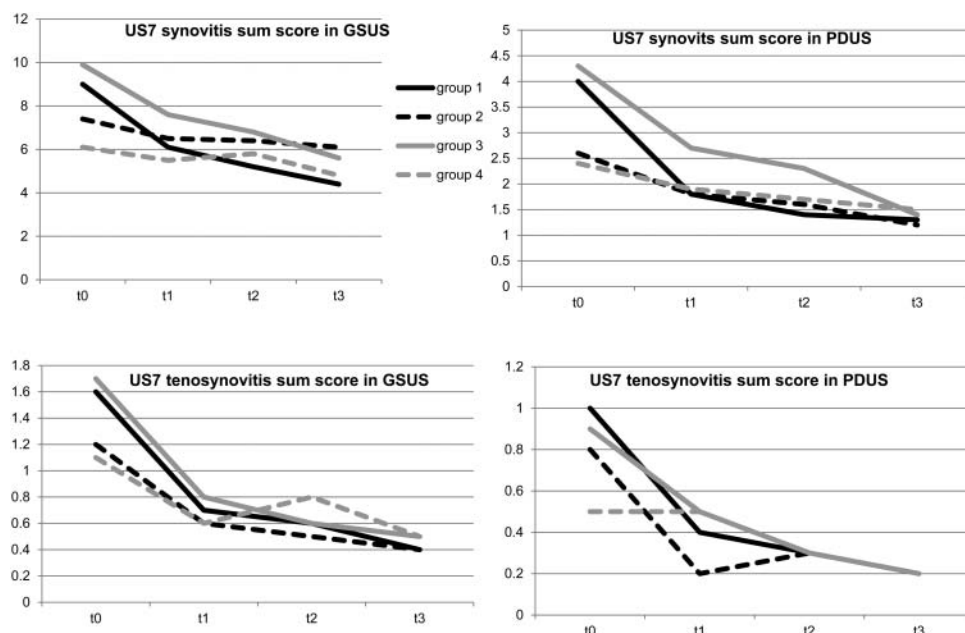 US7 synovitis sum score in GSUS
12
10
8
6
4
2
0
t0 t1 t2 t3
group 1
group 2
group 3
group 4
US7 synovits sum score in PDUS
5
4.5
4
3.5
3
2.5
2
1.5
1
0.5
0
t0 t1 t2 t3
US7 tenosynovitis sum score in GSUS
1.8
1.6
1.4
1.2
1
0.8
0.6
0.4
0.2
0
t0 t1 t2 t3
US7 tenosynovitis sum score in PDUS
1.2
1
0.8
0.6
0.4
0.2
0
t0 t1 t2 t3